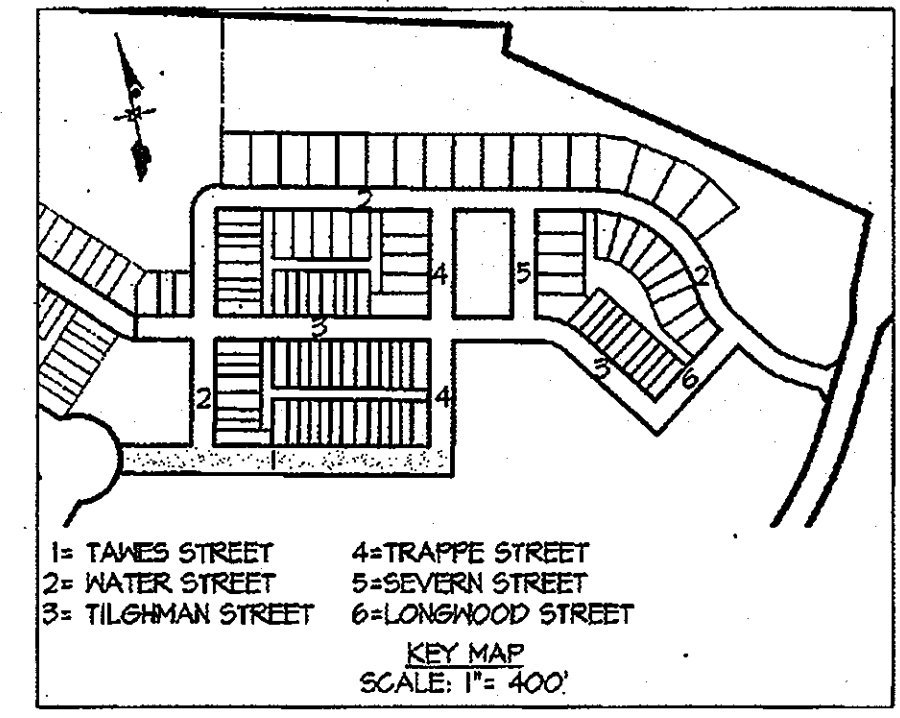 2
4
5
2
3
2
4
3
6
1
1= TAWES STREET 4=TRAPPE STREET
2= WATER STREET 5=SEVERN STREET
3= TILGHMAN STREET 6=LONGWOOD STREET
KEY MAP
SCALE: 1"= 400'